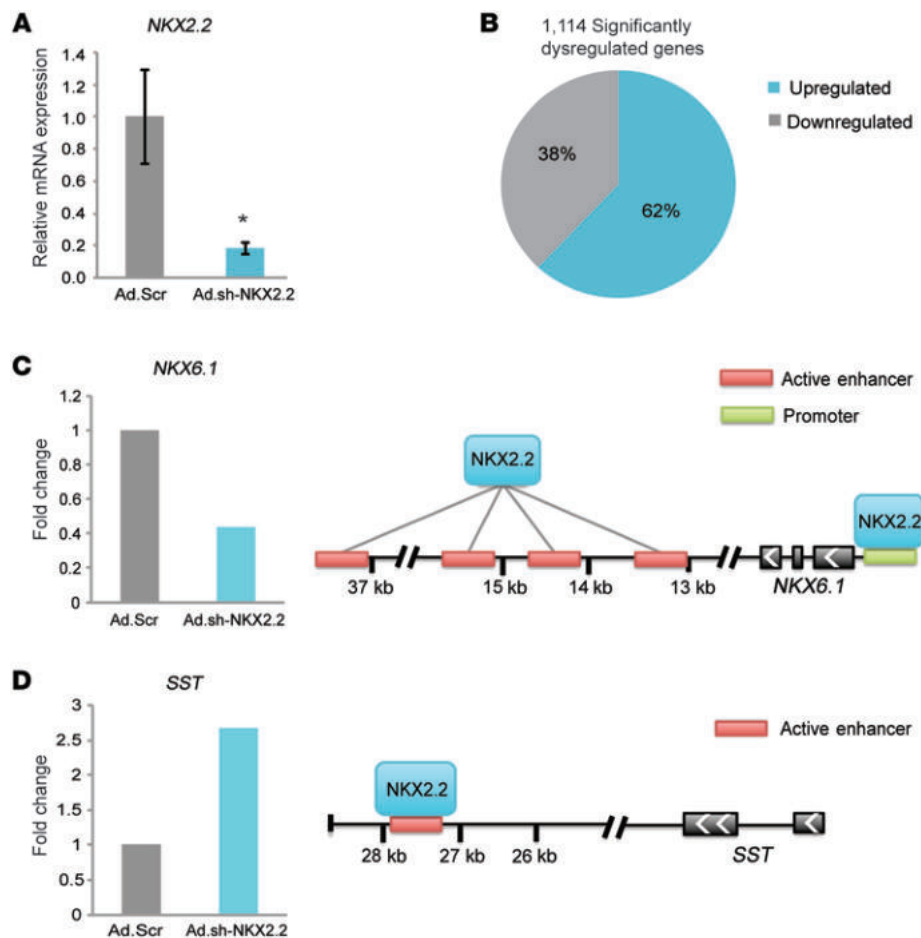 A
NKX2.2
Relative mRNA expression
1.4
1.2
1.0
0.8
0.6
0.4
0.2
0.0
*
Ad.Scr
Ad.sh-NKX2.2
B
1,114 Significantly
dysregulated genes
38%
62%
Upregulated
Downregulated
C
NKX6.1
Fold change
1.2
1
0.8
0.6
0.4
0.2
0
Ad.Scr
Ad.sh-NKX2.2
Active enhancer
Promoter
NKX2.2
NKX2.2
37 kb
15 kb
14 kb
13 kb
NKX6.1
D
SST
Fold change
3
2.5
2
1.5
1
0.5
0
Ad.Scr
Ad.sh-NKX2.2
Active enhancer
NKX2.2
28 kb
27 kb
26 kb
SST